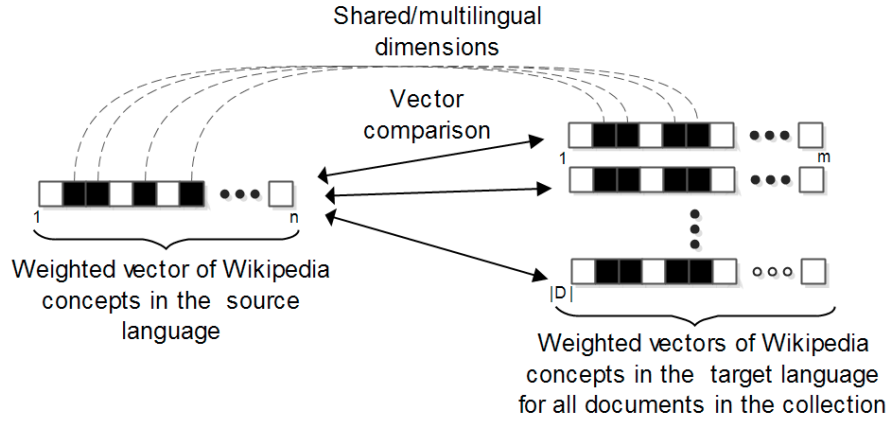 Shared/multilingual
dimensions
Vector
comparison
1
m
1
n
|D|
Weighted vector of Wikipedia
concepts in the source
language
Weighted vectors of Wikipedia
concepts in the target language
for all documents in the collection